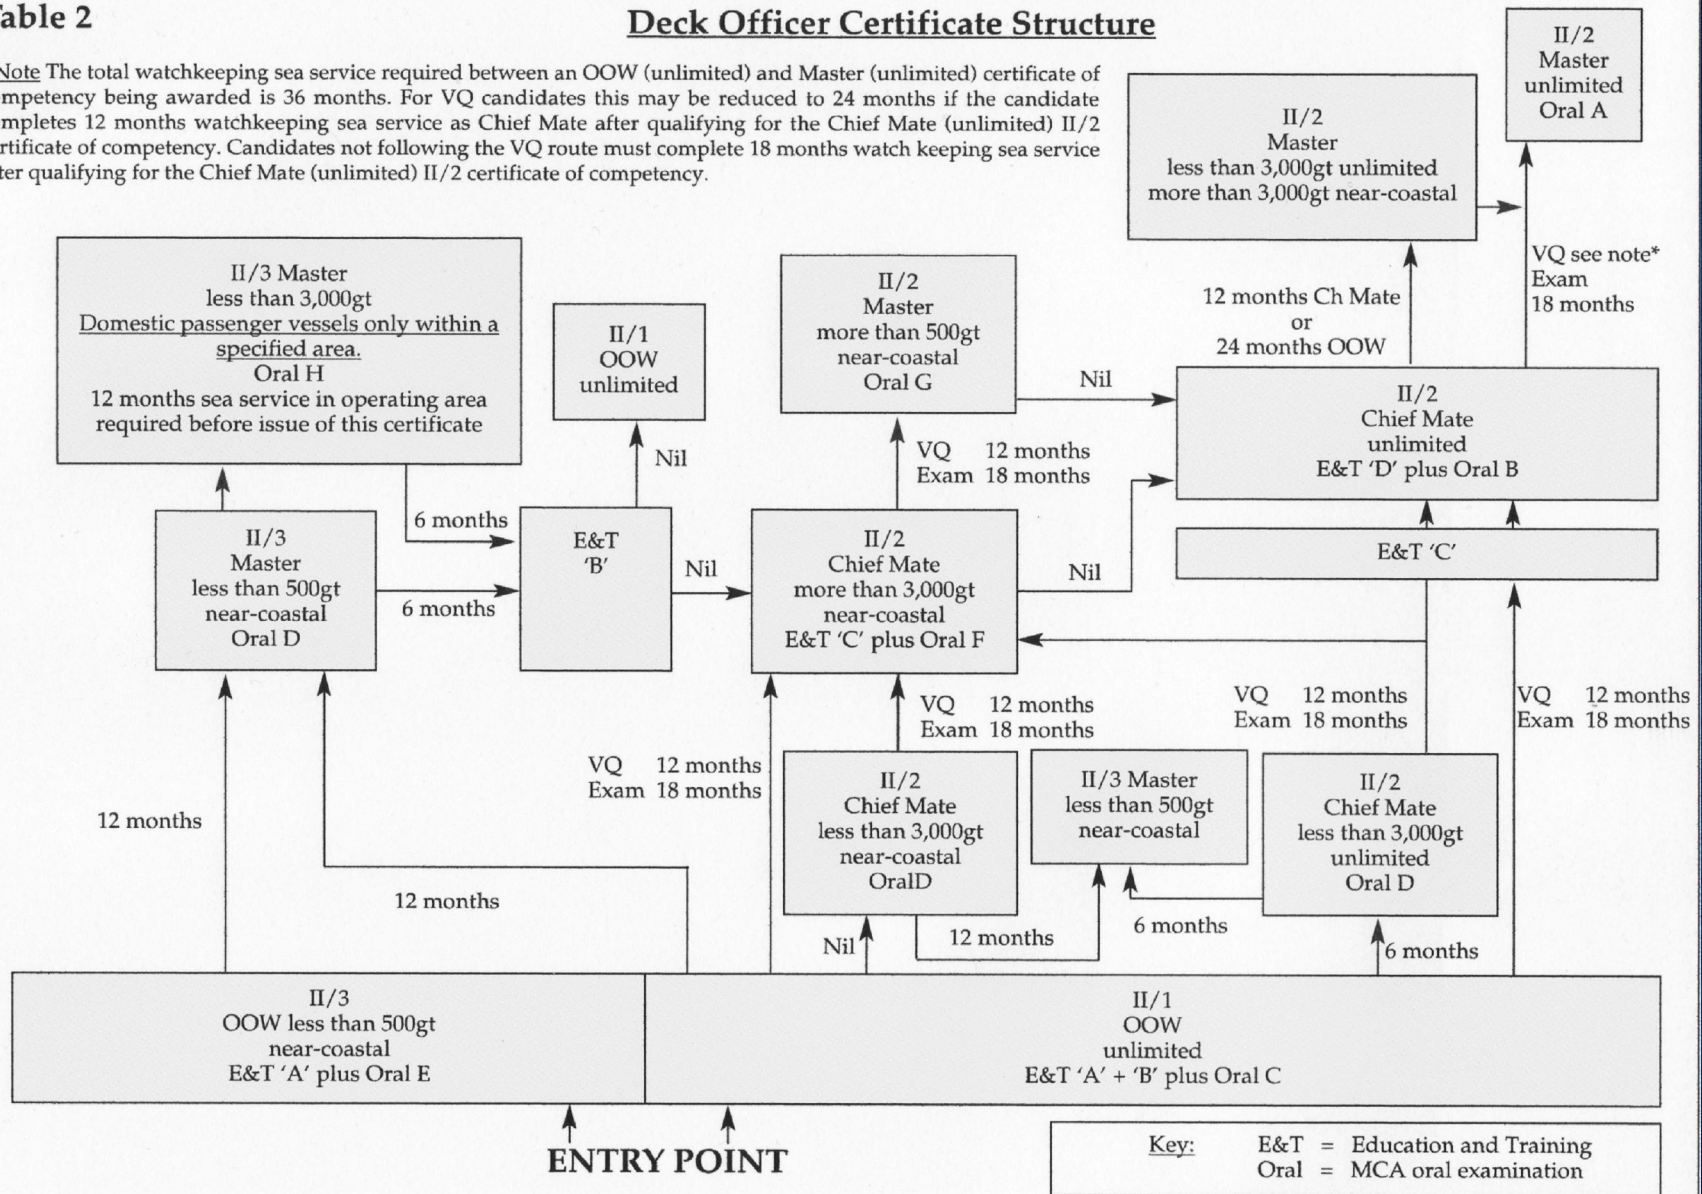 able 2
Deck Officer Certificate Structure
Note The total watchkeeping sea service required between an OOW (unlimited) and Master (unlimited) certificate of
mpetency being awarded is 36 months. For VQ candidates this may be reduced to 24 months if the candidate
mpletes 12 months watchkeeping sea service as Chief Mate after qualifying for the Chief Mate (unlimited) II/2
rtificate of competency. Candidates not following the VQ route must complete 18 months watch keeping sea service
ter qualifying for the Chief Mate (unlimited) II/2 certificate of competency.
II/2
Master
unlimited
Oral A
II/2
Master
less than 3,000gt unlimited
more than 3,000gt near-coastal
VQ see note*
Exam
18 months
12 months Ch Mate
or
24 months OOW
II/3 Master
less than 3,000gt
Domestic passenger vessels only within a
specified area.
Oral H
12 months sea service in operating area
required before issue of this certificate
II/1
OOW
unlimited
Nil
II/2
Master
more than 500gt
near-coastal
Oral G
Nil
VQ 12 months
Exam 18 months
II/2
Chief Mate
unlimited
E&T 'D' plus Oral B
E&T 'C'
II/3
Master
less than 500gt
near-coastal
Oral D
6 months
6 months
E&T
'B'
Nil
II/2
Chief Mate
more than 3,000gt
near-coastal
E&T 'C' plus Oral F
Nil
VQ 12 months
Exam 18 months
VQ 12 months
Exam 18 months
VQ 12 months
Exam 18 months
VQ 12 months
Exam 18 months
12 months
12 months
II/2
Chief Mate
less than 3,000gt
near-coastal
OralD
II/3 Master
less than 500gt
near-coastal
II/2
Chief Mate
less than 3,000gt
unlimited
Oral D
Nil
12 months
6 months
6 months
II/3
OOW less than 500gt
near-coastal
E&T 'A' plus Oral E
II/1
OOW
unlimited
E&T 'A' + 'B' plus Oral C
ENTRY POINT
Key: E&T = Education and Training
Oral = MCA oral examination